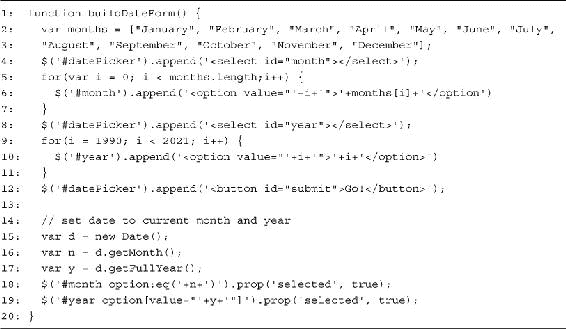 1: function buildDateForm() {
2: var months = ["January", "February", "March", "April", "May", "June", "July",
3: "August", "September", "October", "November", "December"];
4: $('#datePicker').append('<select id="month"></select>');
5: for(var i = 0; i < months.length;i++) {
6: $('#month').append('<option value="'+i+'">'+months[i]+'</option')
7: }
8: $('#datePicker').append('<select id="year"></select>');
9: for(i = 1990; i < 2021; i++) {
10: $('#year').append('<option value="'+i+'">'+i+'</option>')
11: }
12: $('#datePicker').append('<button id="submit">Go!</button>');
13:
14: // set date to current month and year
15: var d = new Date();
16: var n = d.getMonth();
17: var y = d.getFullYear();
18: $('#month option:eq('+n+')').prop('selected', true);
19: $('#year option[value="'+y+'"]').prop('selected', true);
20: }